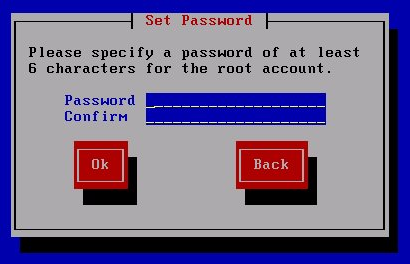 Set Password
Please specify a password of at least
6 characters for the root account.
Password
Confirm
Ok Back